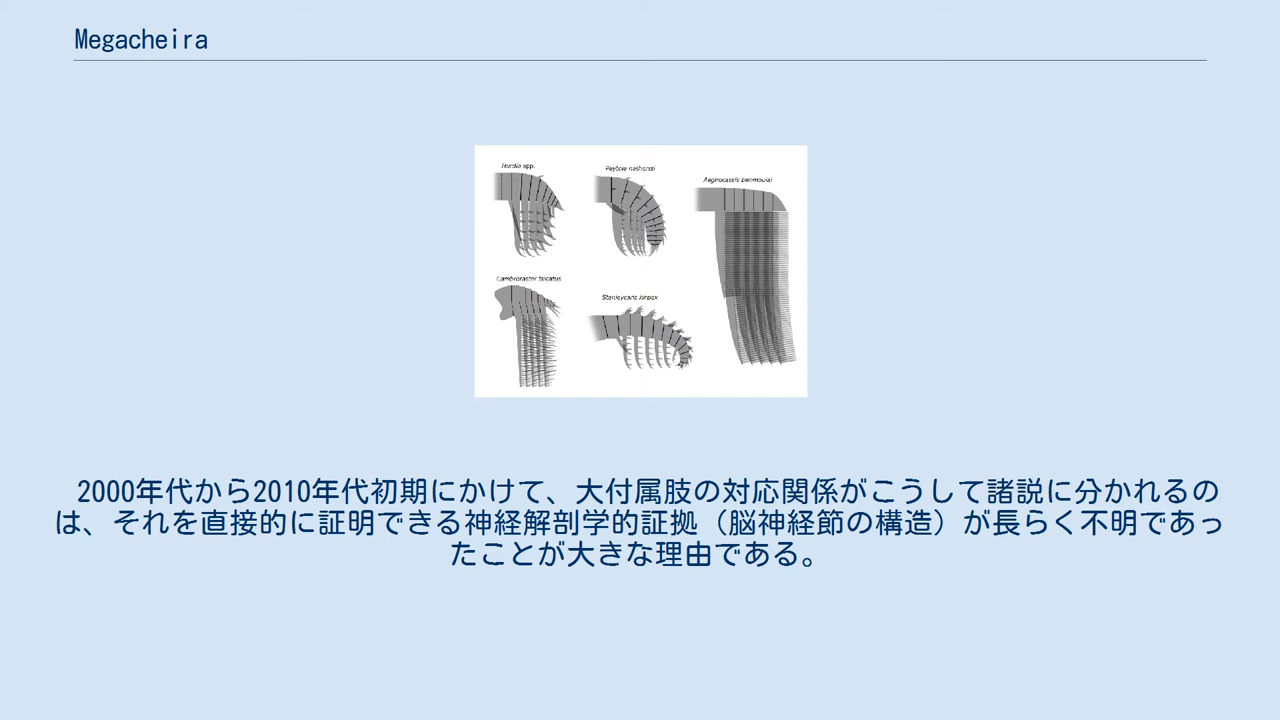 Megacheira
Hurdia spp.
Peytoia nathorsti
Aegirocassis benmoulai
Cambroraster falcatus
Stanleycaris hirpex
2000年代から2010年代初期にかけて、大付属肢の対応関係がこうして諸説に分かれるの
は、それを直接的に証明できる神経解剖学的証拠（脳神経節の構造）が長らく不明であっ
たことが大きな理由である。